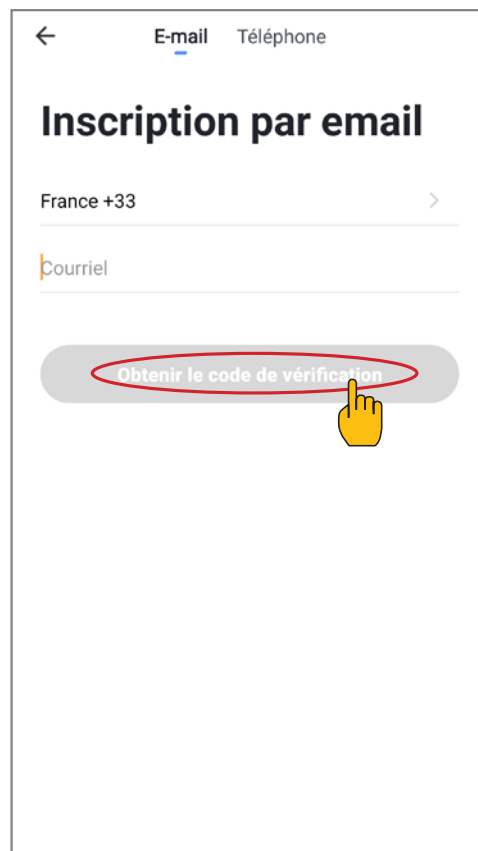 E-mail Téléphone
Inscription par email
France +33
Courriel
Obtenir le code de vérification